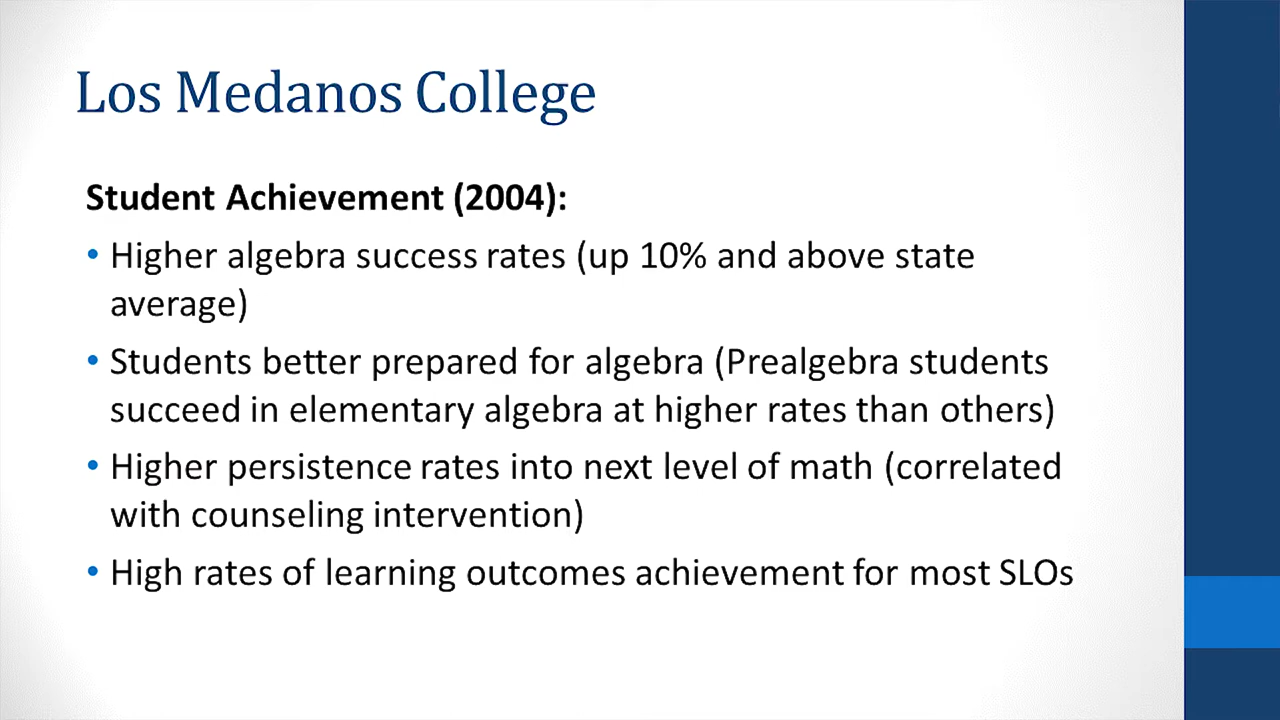 Los Medanos College
Student Achievement (2004):
• Higher algebra success rates (up 10% and above state
average)
• Students better prepared for algebra (Prealgebra students
succeed in elementary algebra at higher rates than others)
• Higher persistence rates into next level of math (correlated
with counseling intervention)
• High rates of learning outcomes achievement for most SLOs